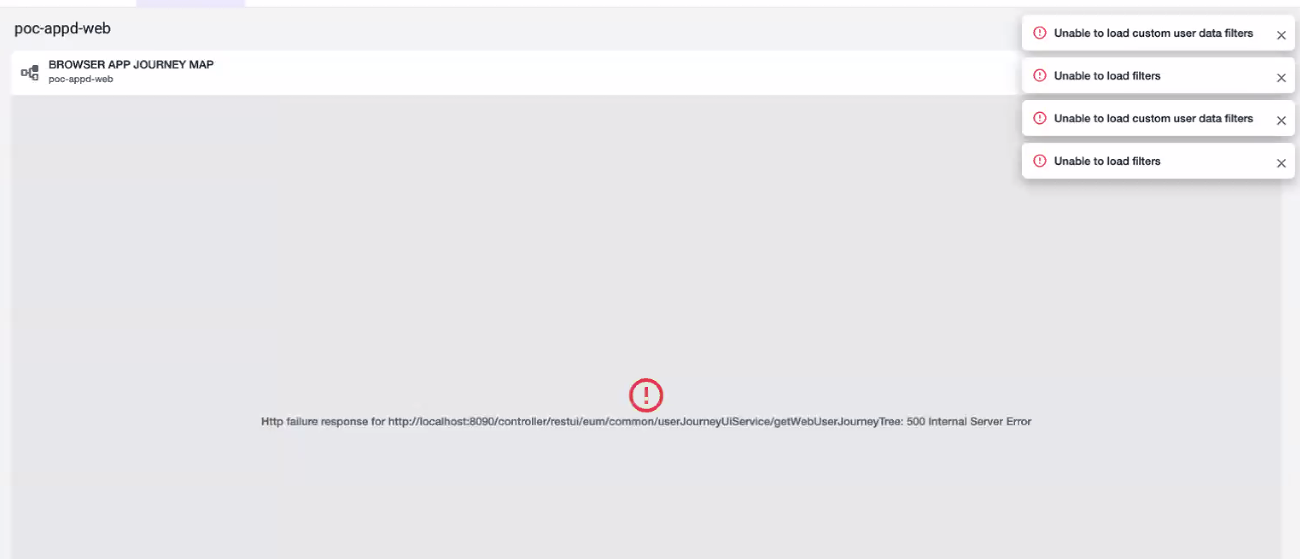 poc-appd-web
BROWSER APP JOURNEY MAP
poc-appd-web
Unable to load custom user data filters
Unable to load filters
Unable to load custom user data filters
Unable to load filters
Http failure response for http://localhost:8090/controller/restui/eum/common/userJourneyUiService/getWebUserJourneyTree: 500 Internal Server Error